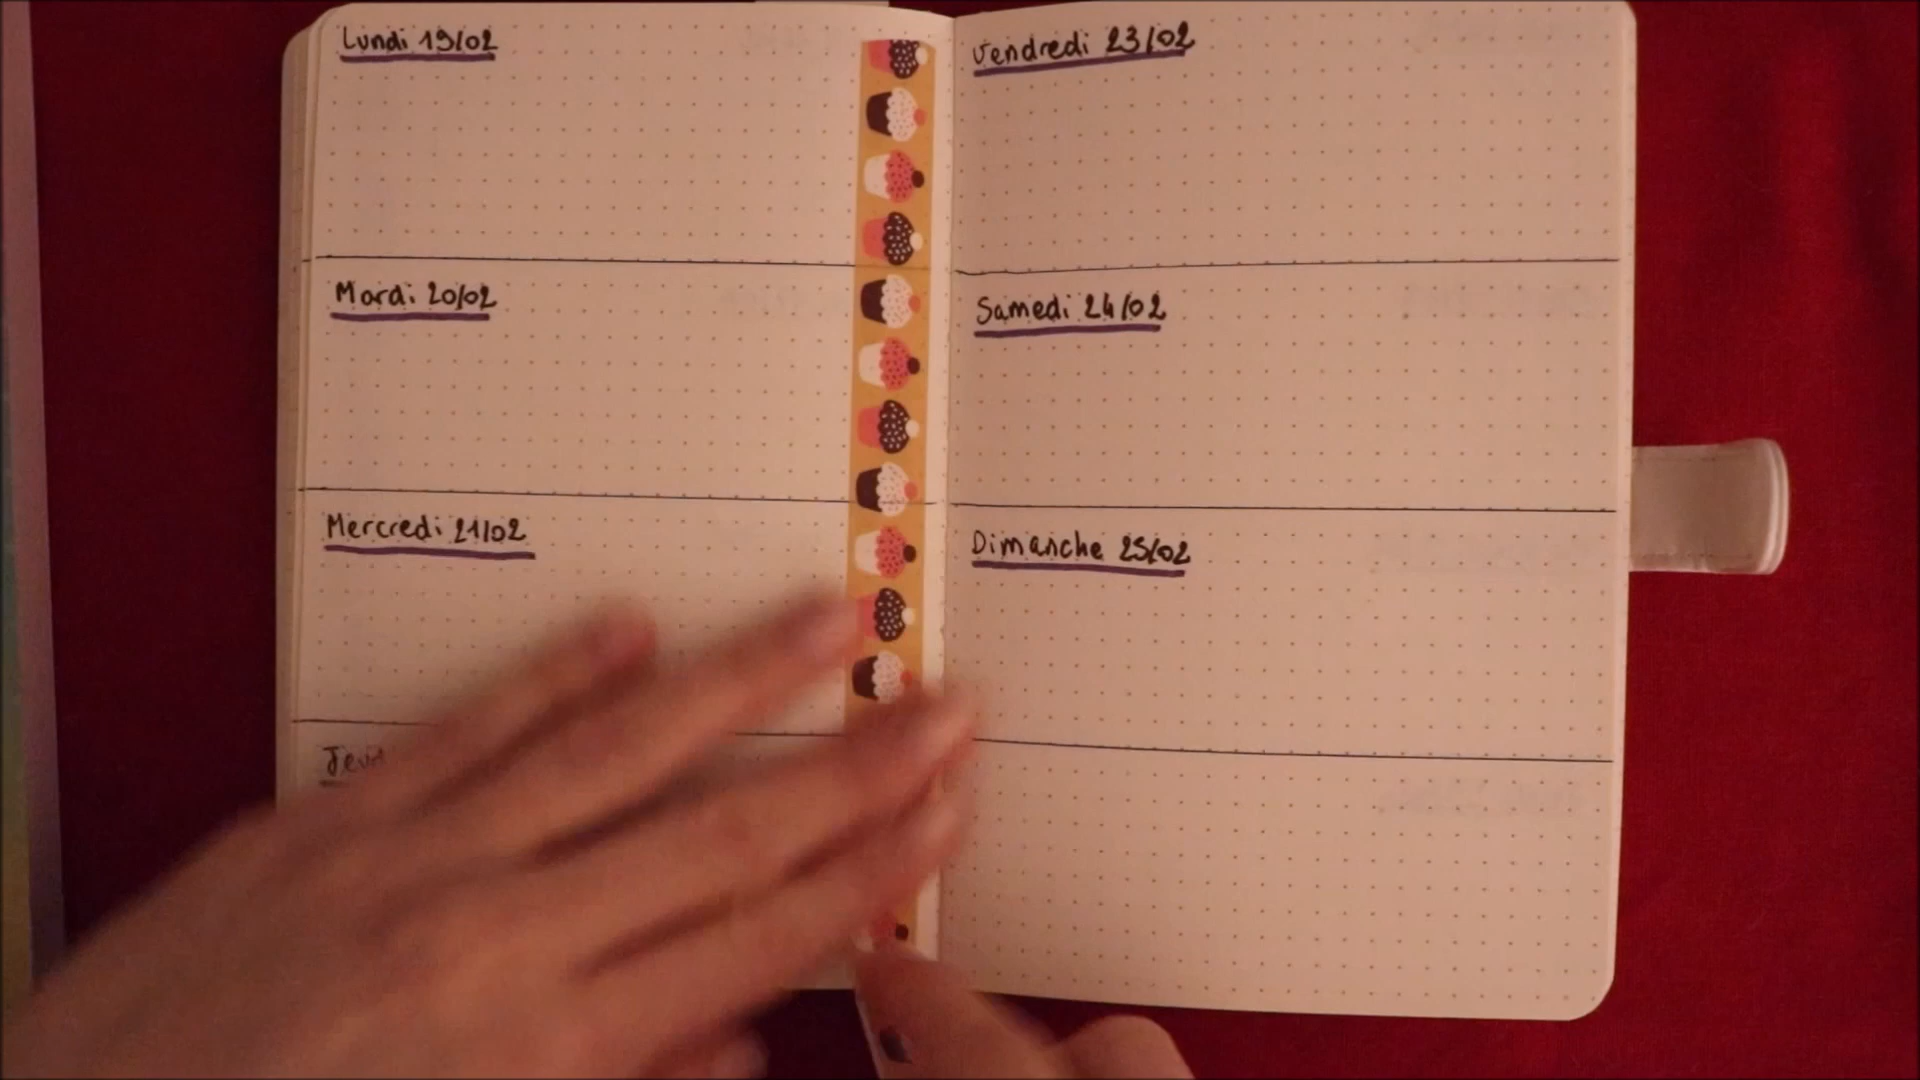 Lundi 19/02
Mardi 20/02
Mercredi 21/02
Vendredi 23/02
Samedi 24/02
Dimanche 25/02